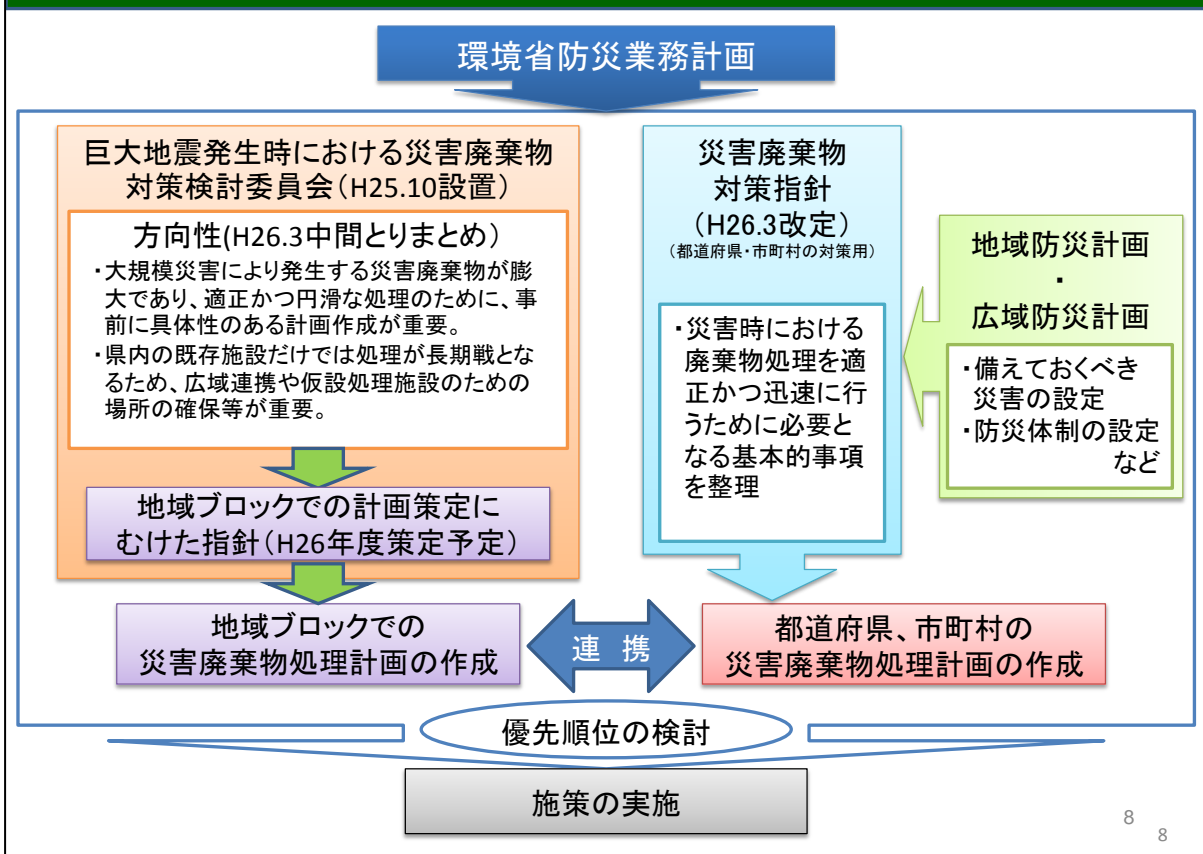 環境省防災業務計画
巨大地震発生時における災害廃棄物
対策検討委員会（H25.10設置）
方向性(H26.3中間とりまとめ）
・大規模災害により発生する災害廃棄物が膨
大であり、適正かつ円滑な処理のために、事
前に具体性のある計画作成が重要。
・県内の既存施設だけでは処理が長期戦とな
るため、広域連携や仮設処理施設のための
場所の確保等が重要。
地域ブロックでの計画策定に
むけた指針（H26年度策定予定）
地域ブロックでの
災害廃棄物処理計画の作成
災害廃棄物
対策指針
（H26.3改定）
（都道府県・市町村の対策用）
・災害時における
廃棄物処理を適
正かつ迅速に行
うために必要と
なる基本的事項
を整理
地域防災計画
・
広域防災計画
・備えておくべき
災害の設定
・防災体制の設定
など
連 携
都道府県、市町村の
災害廃棄物処理計画の作成
優先順位の検討
施策の実施
8
8